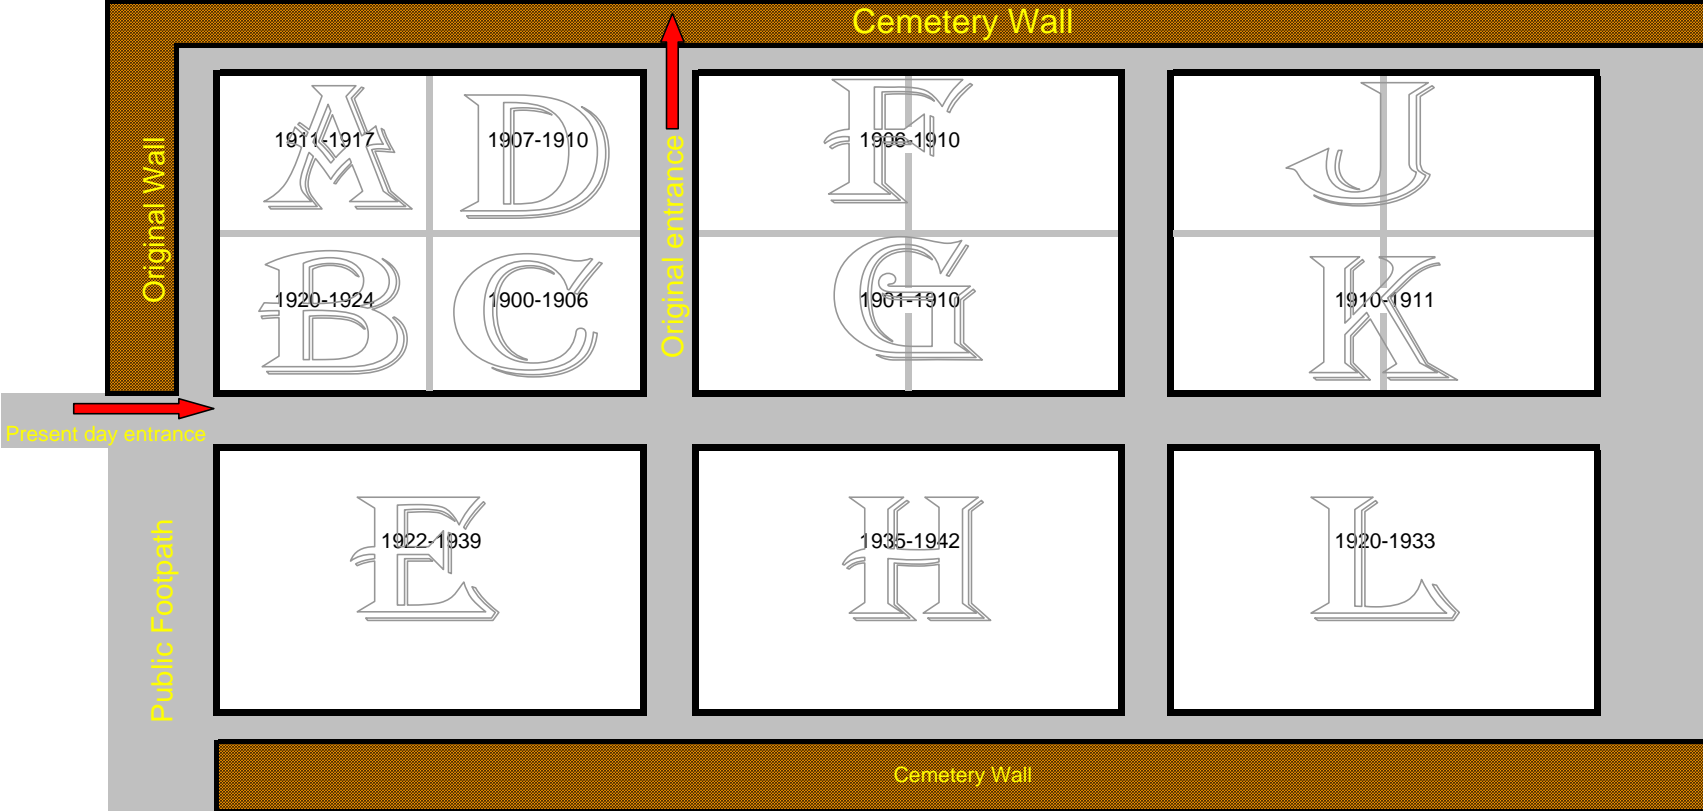 Cemetery Wall
Original Wall
A
1911-1917
D
1907-1910
Original entrance
F
1906-1910
J
B
1920-1924
C
1900-1906
G
1901-1910
K
1910-1911
Present day entrance
Public Footpath
E
1922-1939
H
1935-1942
L
1920-1933
Cemetery Wall